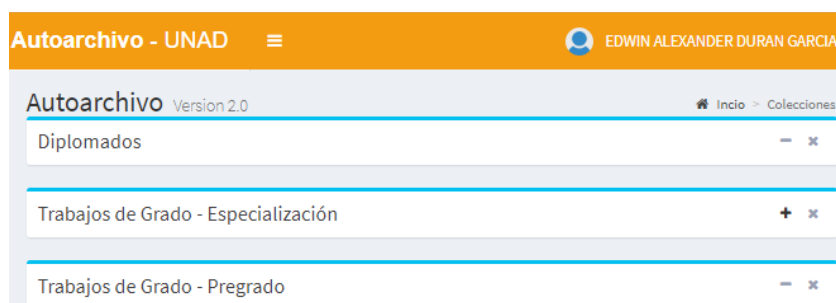 Autoarchivo - UNAD EDWIN ALEXANDER DURAN GARCIA
Autoarchivo Version 2.0 Incio > Colecciones
Diplomados
Trabajos de Grado - Especialización
Trabajos de Grado - Pregrado